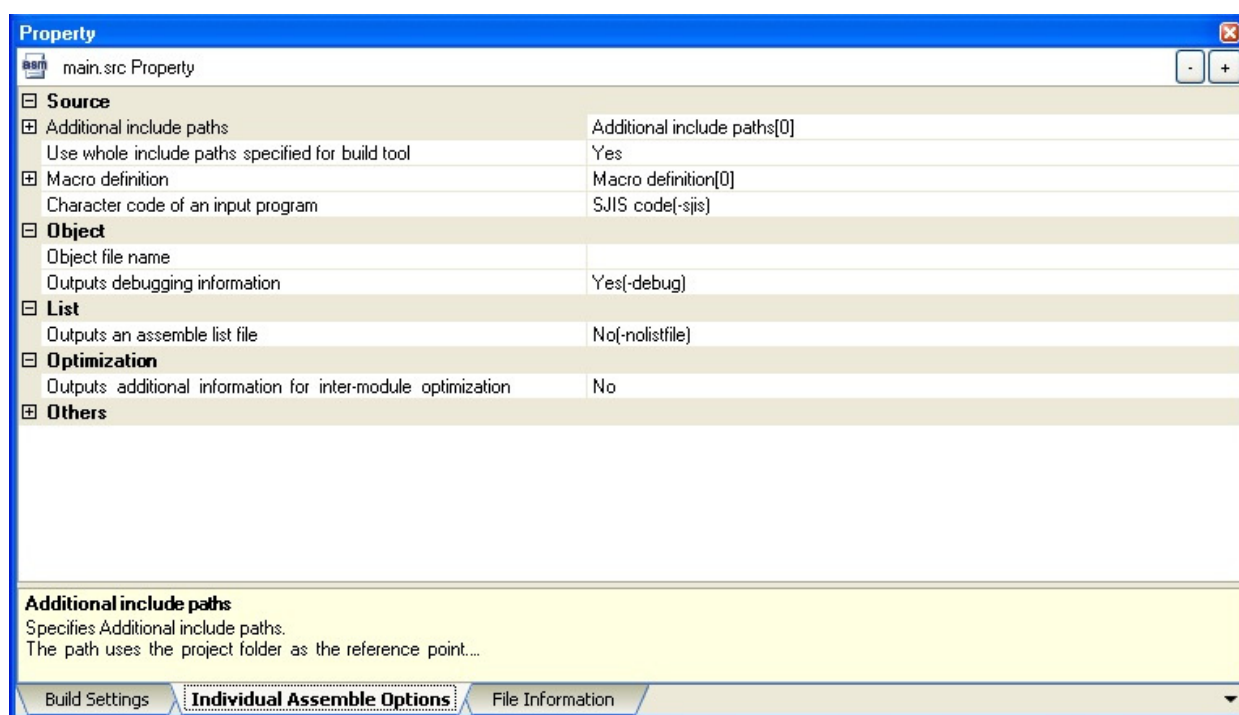 Property
asm main.src Property - +
Source
Additional include paths Additional include paths[0]
Use whole include paths specified for build tool Yes
Macro definition Macro definition[0]
Character code of an input program SJIS code(-sjis)
Object
Object file name
Outputs debugging information Yes(-debug)
List
Outputs an assemble list file No(-nolistfile)
Optimization
Outputs additional information for inter-module optimization No
Others
Additional include paths
Specifies Additional include paths.
The path uses the project folder as the reference point....
Build Settings Individual Assemble Options File Information